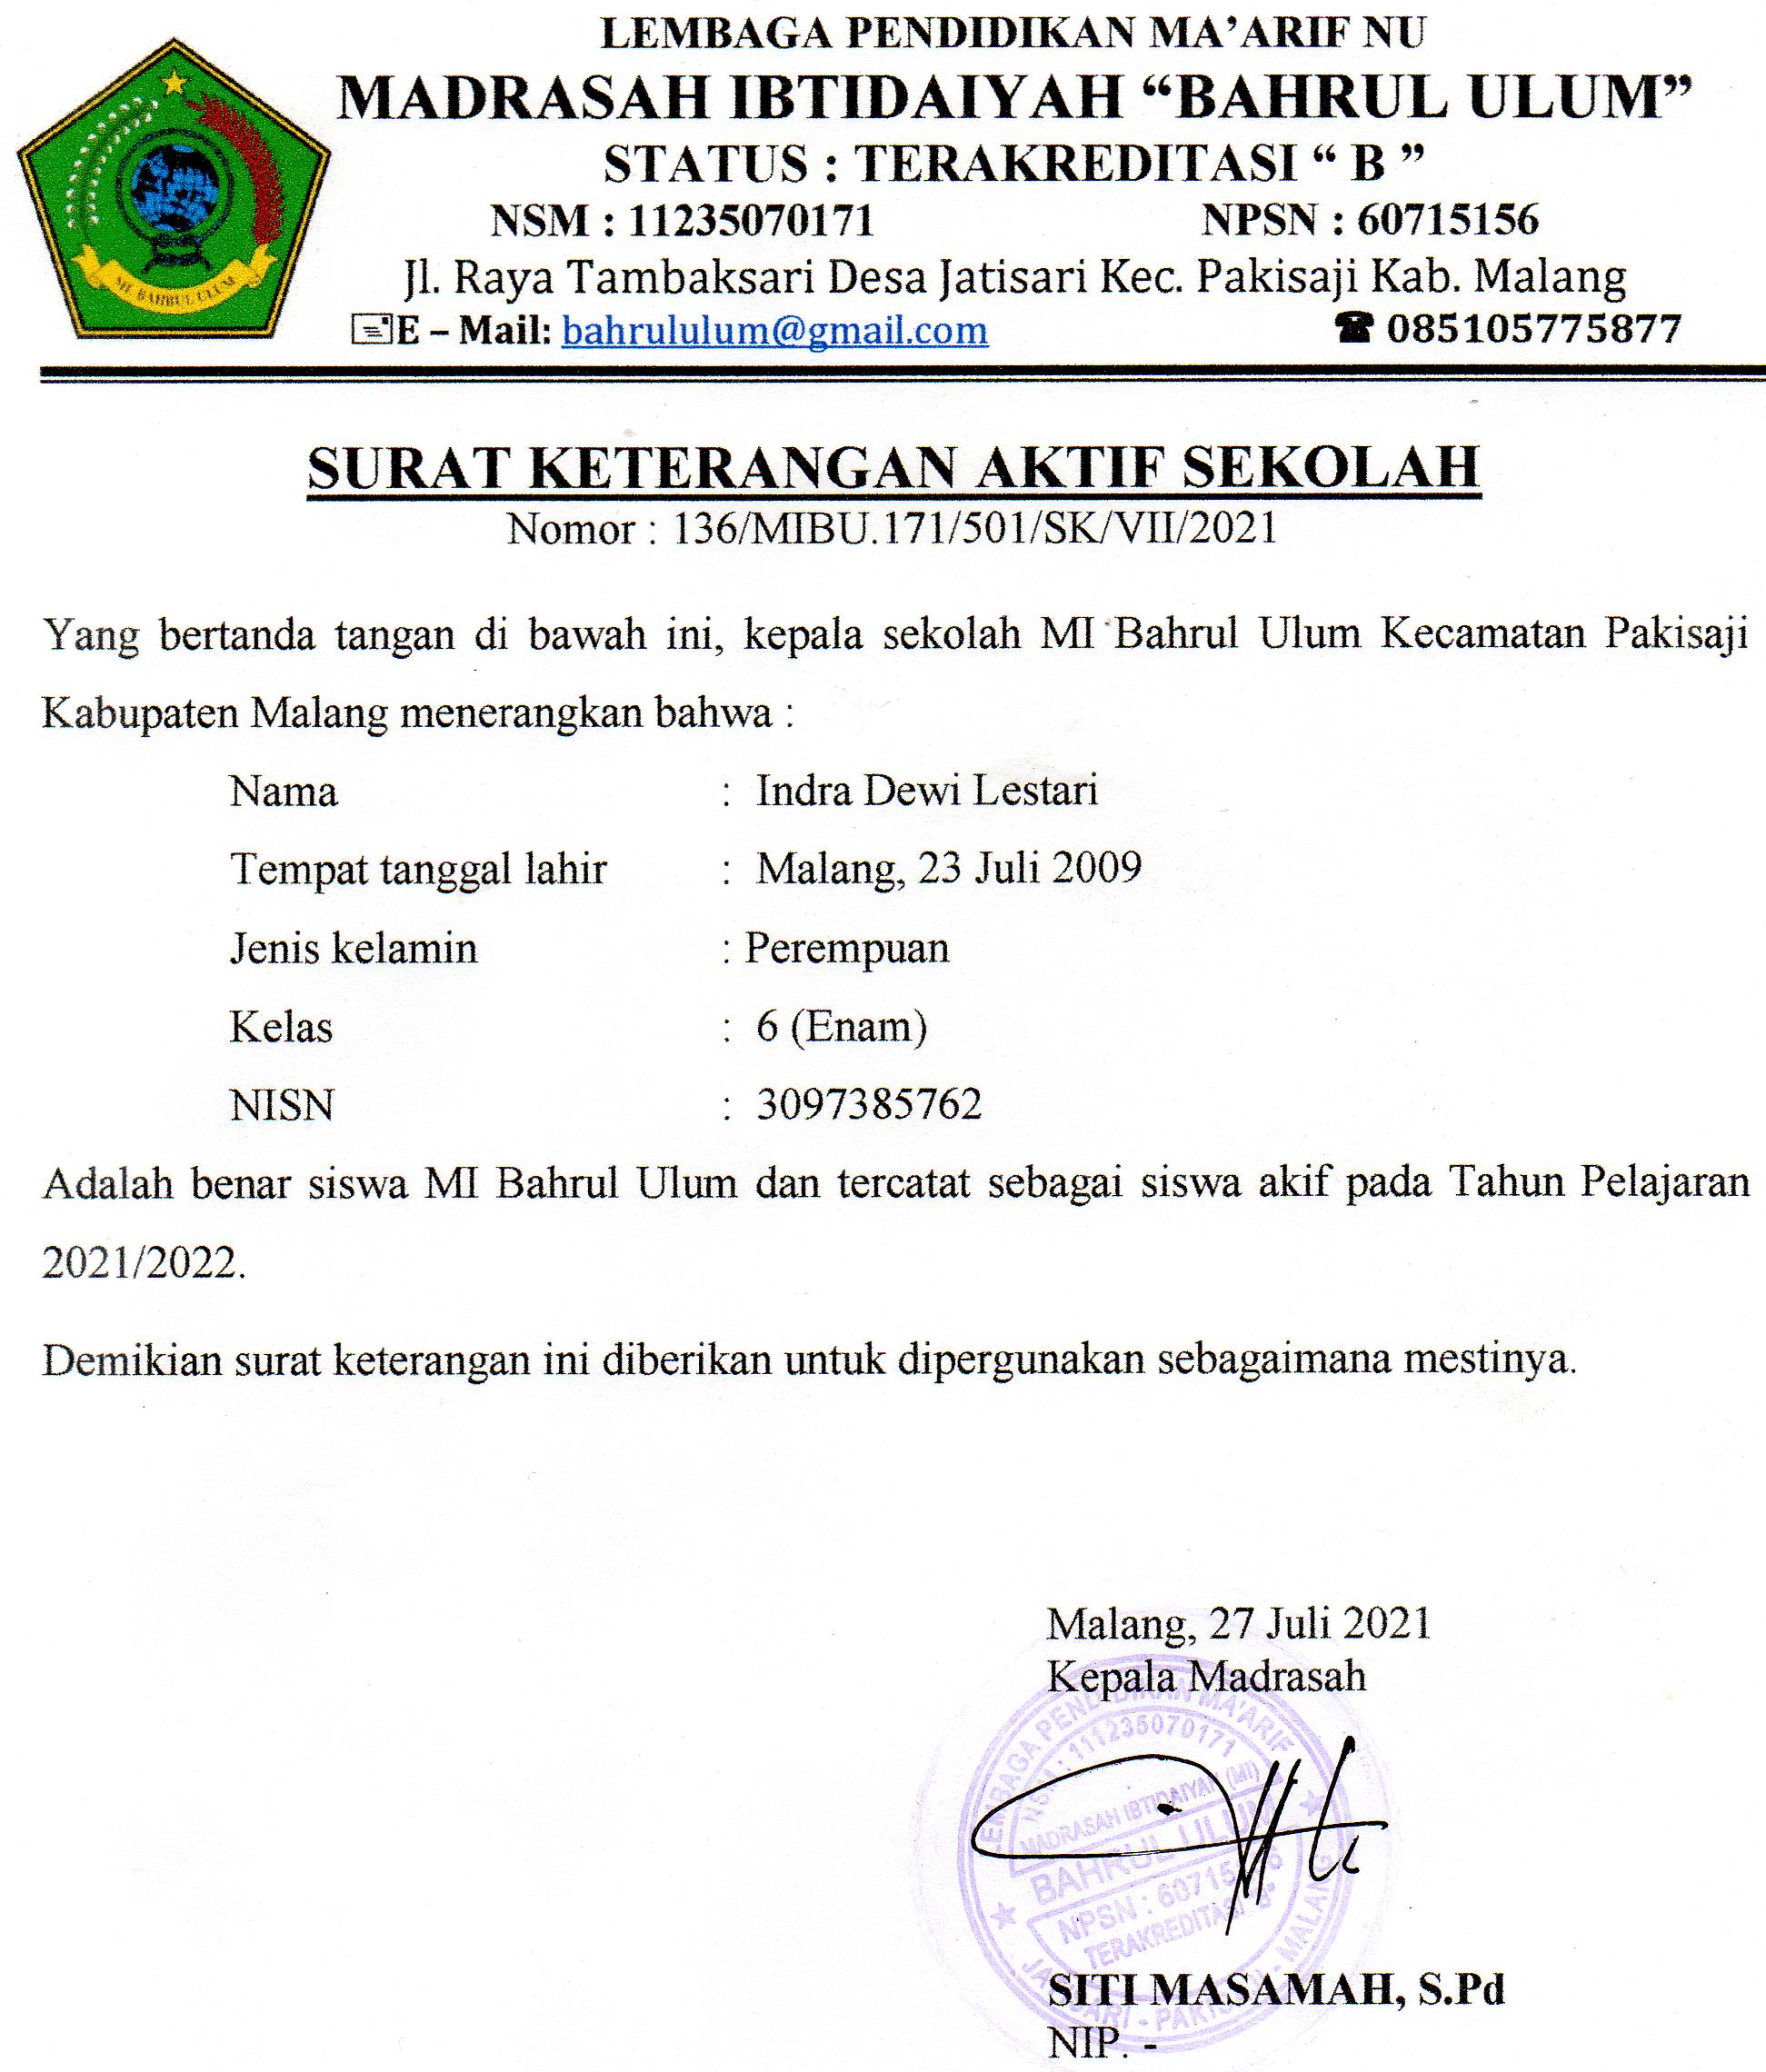 LEMBAGA PENDIDIKAN MA’ARIF NU
MADRASAH IBTIDAIYAH “BAHRUL ULUM”
STATUS : TERAKREDITASI “ B ”
NSM : 11235070171 NPSN : 60715156
Jl. Raya Tambaksari Desa Jatisari Kec. Pakisaji Kab. Malang
E – Mail: bahrululum@gmail.com 085105775877
MI. BAHRUL ULUM
SURAT KETERANGAN AKTIF SEKOLAH
Nomor : 136/MIBU.171/501/SK/VII/2021
Yang bertanda tangan di bawah ini, kepala sekolah MI Bahrul Ulum Kecamatan Pakisaji
Kabupaten Malang menerangkan bahwa :
Nama : Indra Dewi Lestari
Tempat tanggal lahir : Malang, 23 Juli 2009
Jenis kelamin : Perempuan
Kelas : 6 (Enam)
NISN : 3097385762
Adalah benar siswa MI Bahrul Ulum dan tercatat sebagai siswa akif pada Tahun Pelajaran
2021/2022.
Demikian surat keterangan ini diberikan untuk dipergunakan sebagaimana mestinya.
Malang, 27 Juli 2021
Kepala Madrasah
LEMBAGA PENDIDIKAN MA'ARIF
NSM : 111235070171
MADRASAH IBTIDAIYAH (MI)
BAHRUL ULUM
NPSN :
TERAKREDITASI "B"
MALANG
SITI MASAMAH, S.Pd
NIP. -